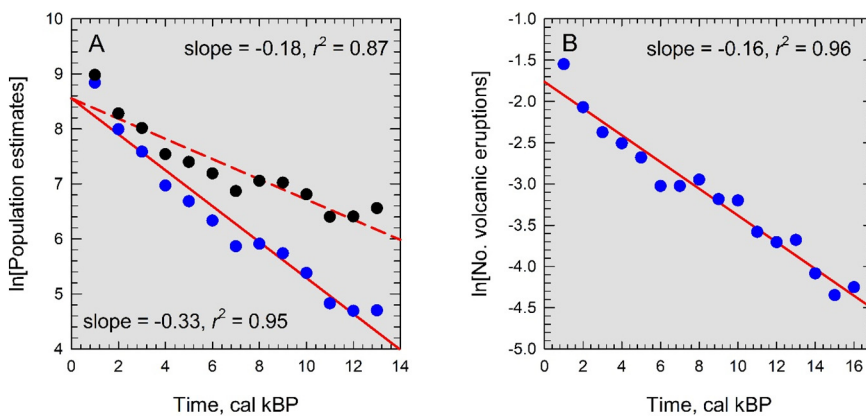 A
slope = -0.18, r² = 0.87
slope = -0.33, r² = 0.95
ln[Population estimates]
10
9
8
7
6
5
4
0 2 4 6 8 10 12 14
Time, cal kBP
B
slope = -0.16, r² = 0.96
ln[No. volcanic eruptions]
-1.0
-1.5
-2.0
-2.5
-3.0
-3.5
-4.0
-4.5
-5.0
0 2 4 6 8 10 12 14 16
Time, cal kBP